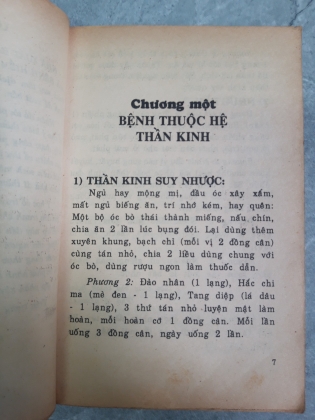 Chương một
BỆNH THUỘC HỆ
THẦN KINH
1) THẦN KINH SUY NHƯỢC:
Ngủ hay mộng mị, đầu óc xây xẩm,
mất ngủ biếng ăn, trí nhớ kém, hay quên:
Một bộ óc bò thái thành miếng, nấu chín,
chia ăn 2 lần lúc bụng đói. Lại dùng thêm
xuyên khung, bạch chỉ (mỗi vị 2 đồng cân)
cùng tán nhỏ, chia 2 liều dùng chung với
óc bò, dùng rượu ngon làm thuốc dẫn.
Phương 2: Đào nhân (1 lạng), Hắc chi
ma (mè đen - 1 lạng), Tang diệp (lá dâu
- 1 lạng), 3 thứ tán nhỏ luyện mật làm
hoàn, mỗi hoàn cỡ 1 đồng cân. Mỗi lần
uống 3 đồng cân, ngày uống 2 lần.
7